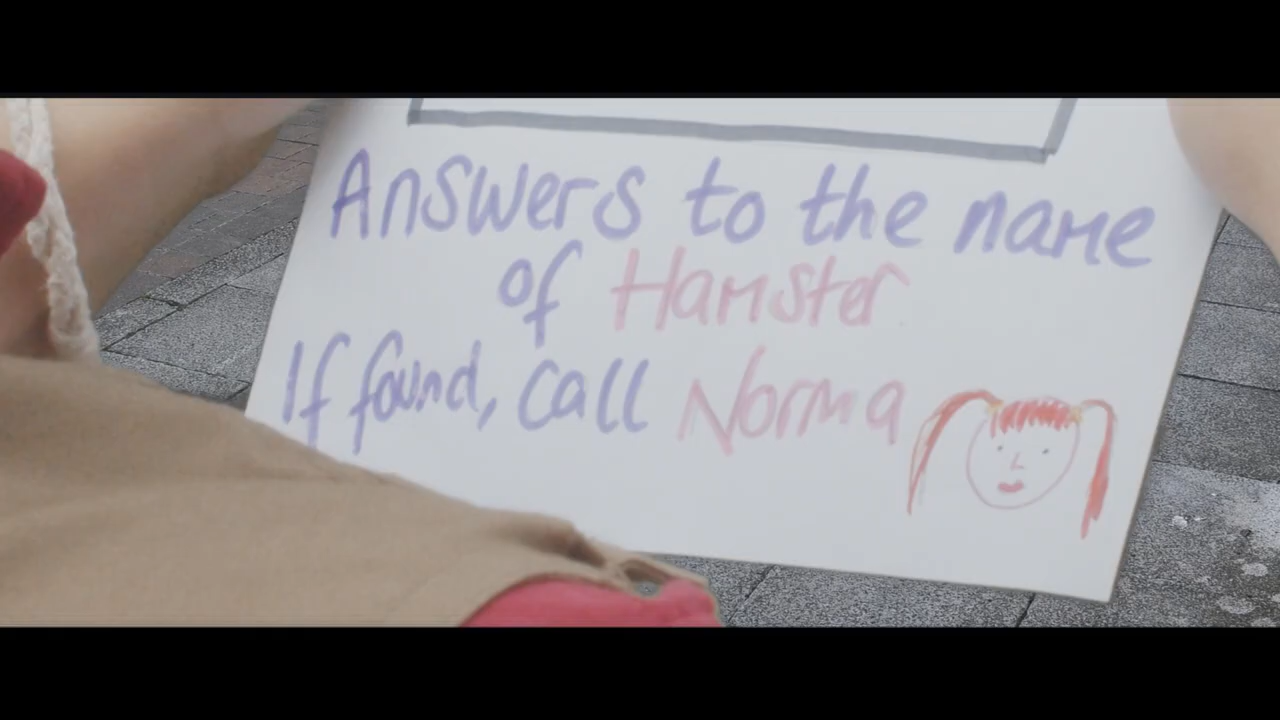 Answers to the name
of Hamster
If found, call Norma